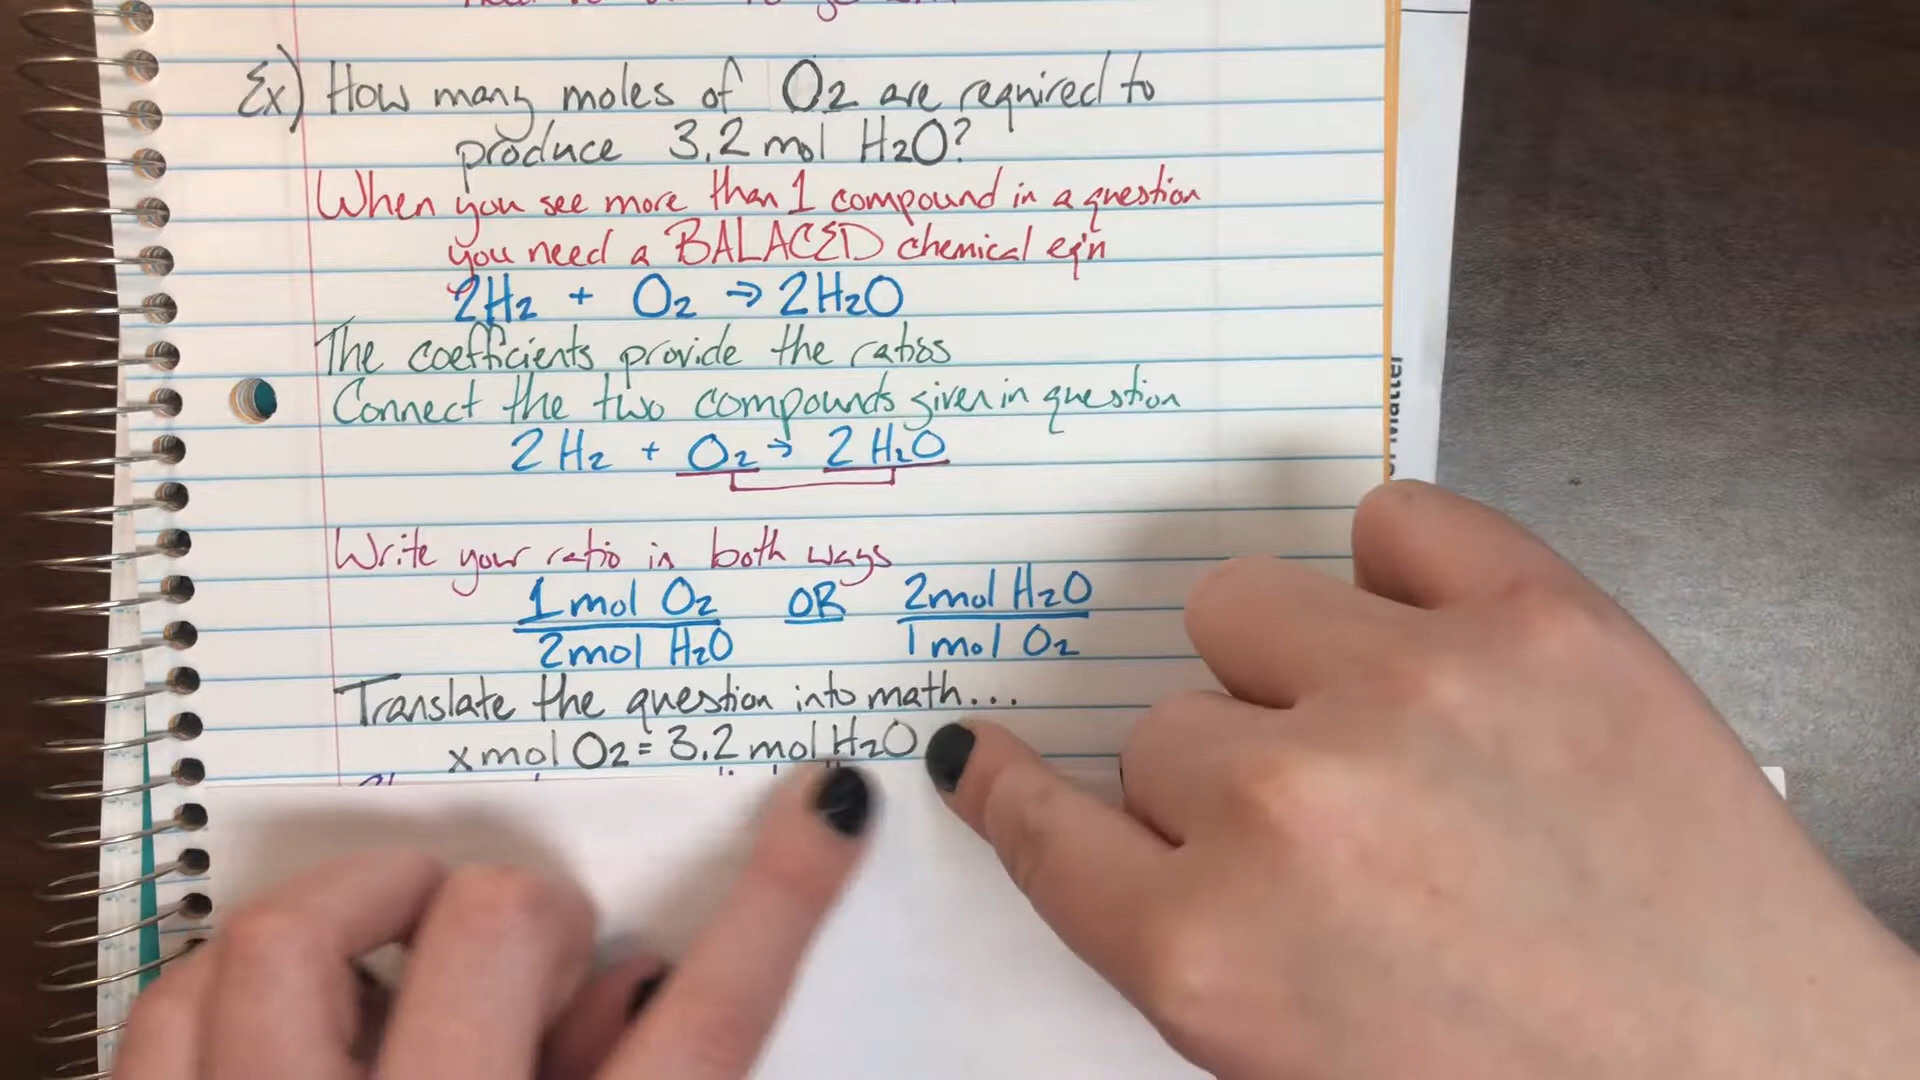 Ex) How many moles of O2 are required to
produce 3.2 mol H2O?
When you see more than 1 compound in a question
you need a BALACED chemical eq'n
2H2 + O2 → 2H2O
The coefficients provide the ratios
Connect the two compounds given in question
2 H2 + O2 → 2 H2O
Write your ratio in both ways
1 mol O2 OR 2mol H2O
2mol H2O 1 mol O2
Translate the question into math...
x mol O2 = 3.2 mol H2O